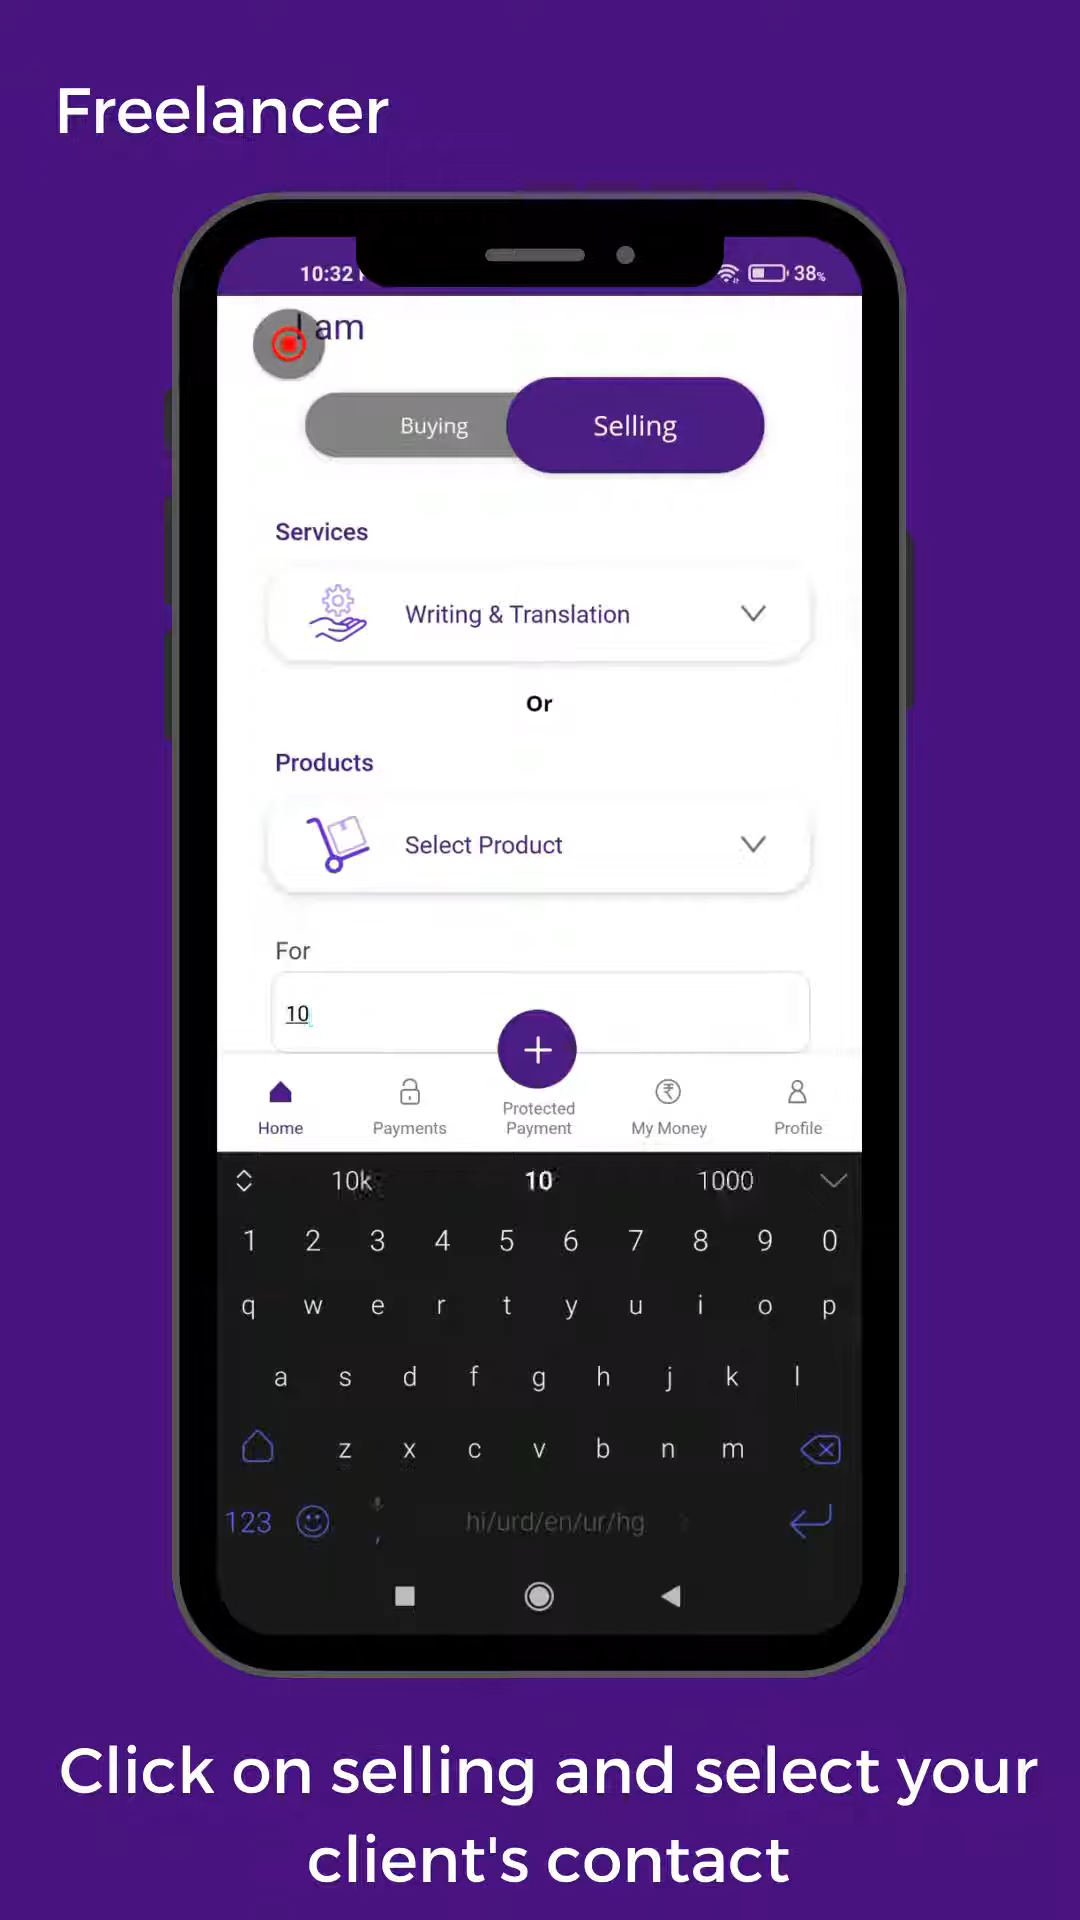 Freelancer
10:32
38%
I am
Buying
Selling
Services
Writing & Translation
Or
Products
Select Product
For
10
Home
Payments
Protected
Payment
My Money
Profile
10k
10
1000
1 2 3 4 5 6 7 8 9 0
q w e r t y u i o p
a s d f g h j k l
z x c v b n m
123
,
hi/urd/en/ur/hg
Click on selling and select your
client's contact